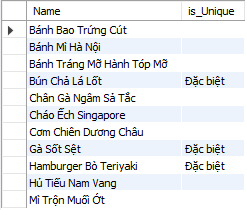 Name is_Unique
Bánh Bao Trứng Cút
Bánh Mì Hà Nội
Bánh Tráng Mỡ Hành Tóp Mỡ
Bún Chả Lá Lốt Đặc biệt
Chân Gà Ngâm Sả Tắc
Cháo Ếch Singapore
Cơm Chiên Dương Châu
Gà Sốt Sệt Đặc biệt
Hamburger Bò Teriyaki Đặc biệt
Hủ Tiếu Nam Vang
Mì Trộn Muối Ớt